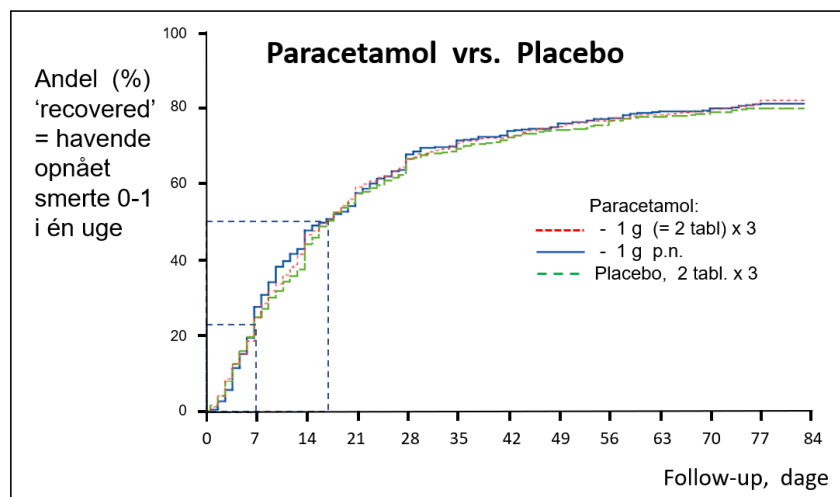 Paracetamol vrs. Placebo
Andel (%)
‘recovered’
= havende
opnået
smerte 0-1
i én uge
100
80
60
40
20
0
Paracetamol:
- 1 g (= 2 tabl) x 3
- 1 g p.n.
Placebo, 2 tabl. x 3
0 7 14 21 28 35 42 49 56 63 70 77 84
Follow-up, dage